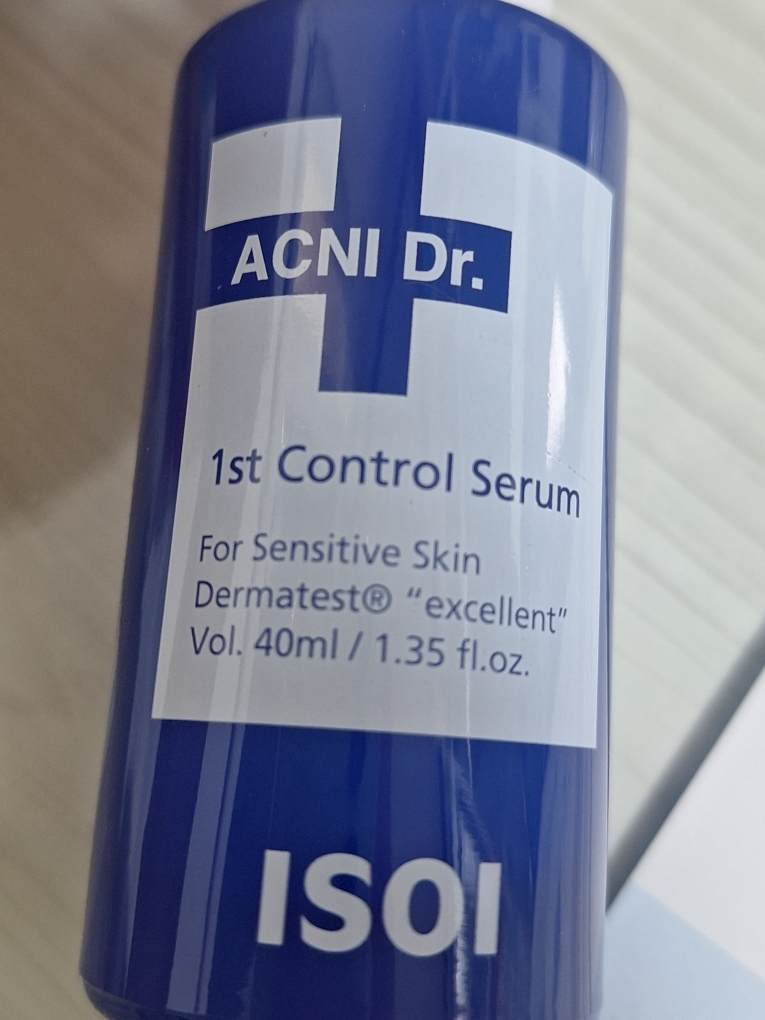 ACNI Dr.
1st Control Serum
For Sensitive Skin
Dermatest® “excellent”
Vol. 40ml / 1.35 fl.oz.
ISOI